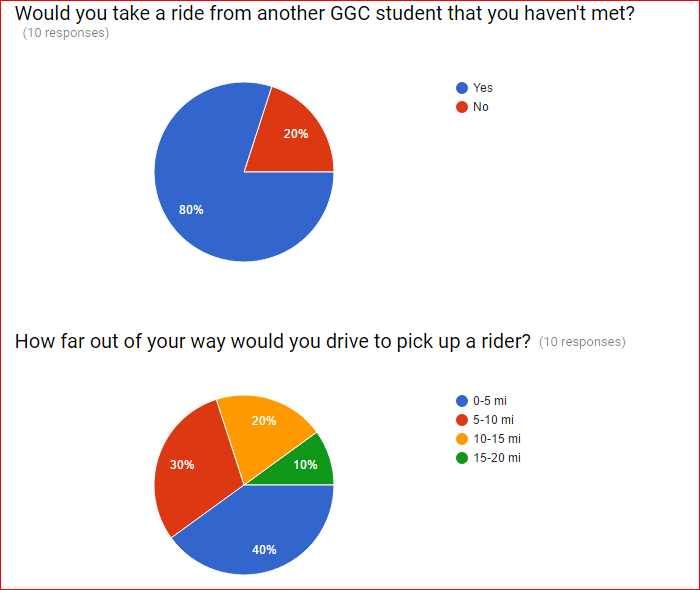 Would you take a ride from another GGC student that you haven't met?
(10 responses)
Yes
No
20%
80%
How far out of your way would you drive to pick up a rider? (10 responses)
0-5 mi
5-10 mi
10-15 mi
15-20 mi
20%
30%
10%
40%